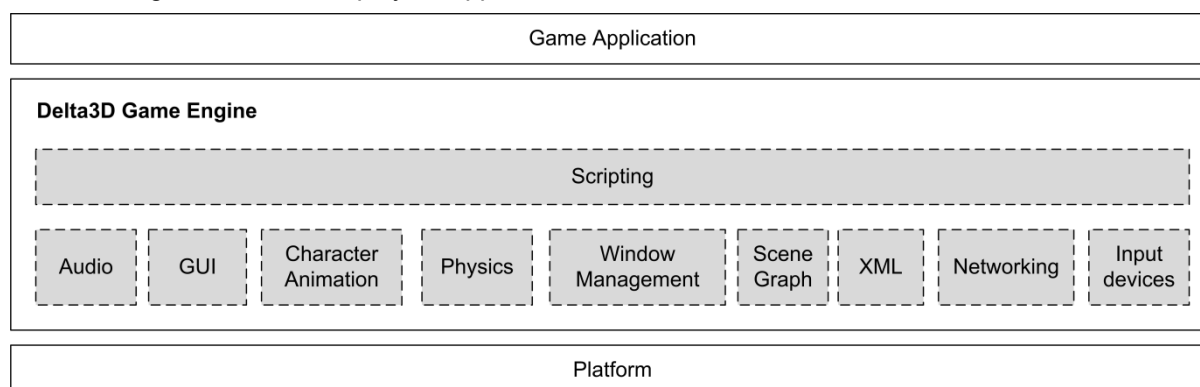 Game Application
Delta3D Game Engine
Scripting
Audio
GUI
Character
Animation
Physics
Window
Management
Scene
Graph
XML
Networking
Input
devices
Platform